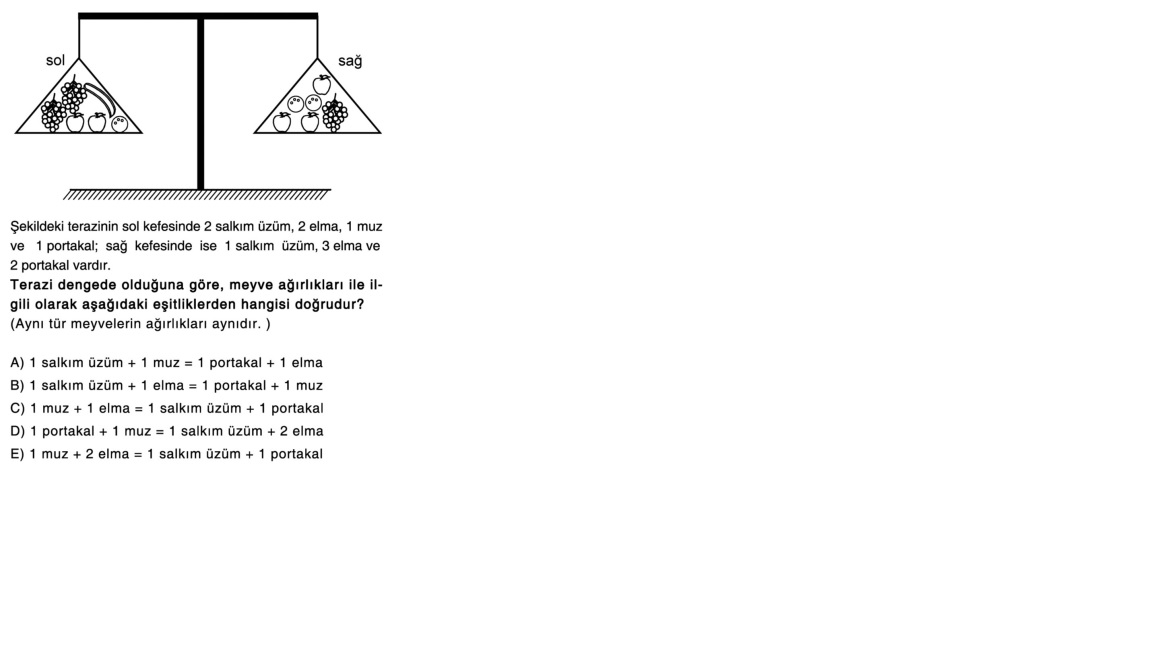 sol
sağ
Şekildeki terazinin sol kefesinde 2 salkım üzüm, 2 elma, 1 muz
ve 1 portakal; sağ kefesinde ise 1 salkım üzüm, 3 elma ve
2 portakal vardır.
Terazi dengede olduğuna göre, meyve ağırlıkları ile il-
gili olarak aşağıdaki eşitliklerden hangisi doğrudur?
(Aynı tür meyvelerin ağırlıkları aynıdır. )
A) 1 salkım üzüm + 1 muz = 1 portakal + 1 elma
B) 1 salkım üzüm + 1 elma = 1 portakal + 1 muz
C) 1 muz + 1 elma = 1 salkım üzüm + 1 portakal
D) 1 portakal + 1 muz = 1 salkım üzüm + 2 elma
E) 1 muz + 2 elma = 1 salkım üzüm + 1 portakal